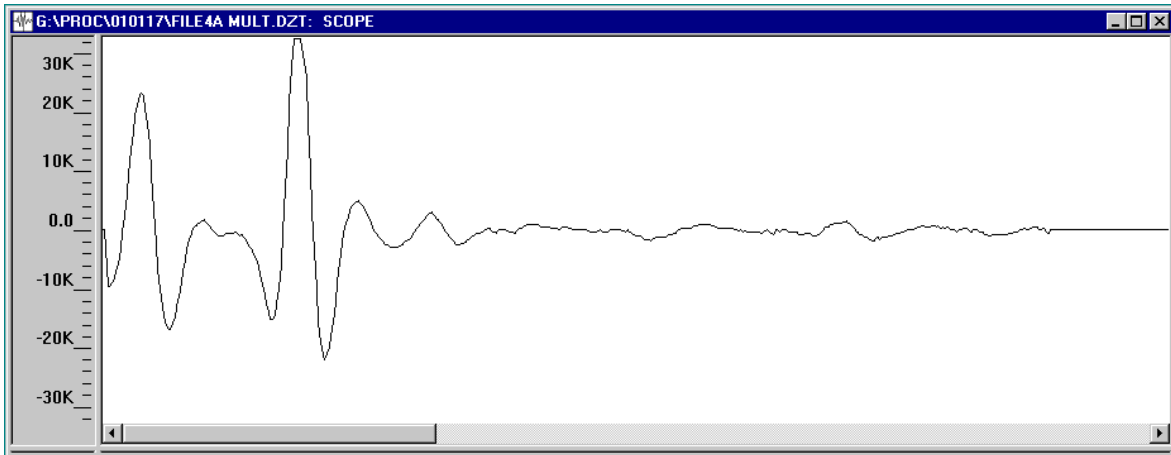 G:\PROC\010117\FILE4A MULT.DZT: SCOPE
30K
20K
10K
0.0
-10K
-20K
-30K